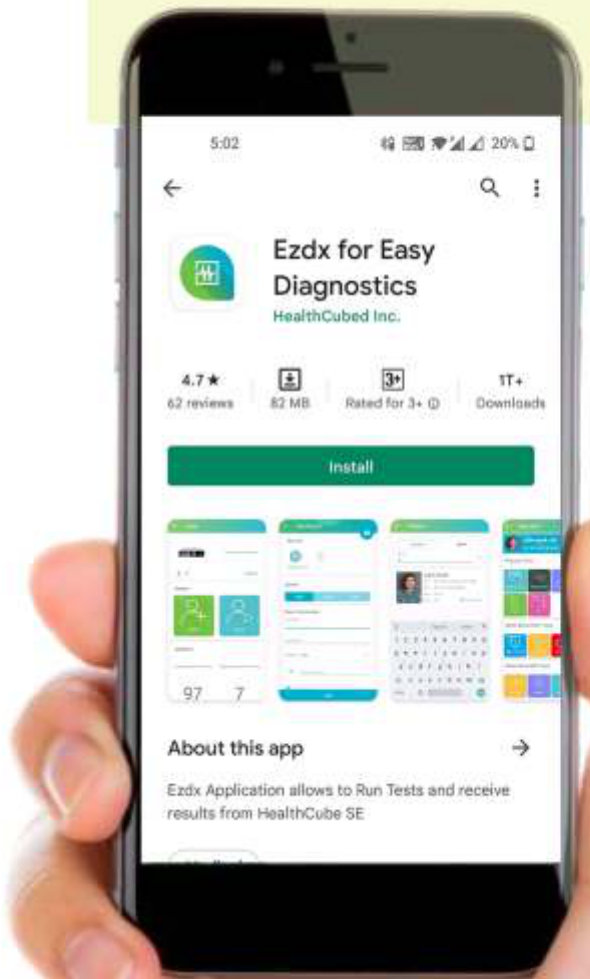 5:02
20%
Ezdx for Easy
Diagnostics
HealthCubed Inc.
4.7★
62 reviews
82 MB
3+
Rated for 3+
1T+
Downloads
Install
97 7
About this app
Ezdx Application allows to Run Tests and receive
results from HealthCube SE